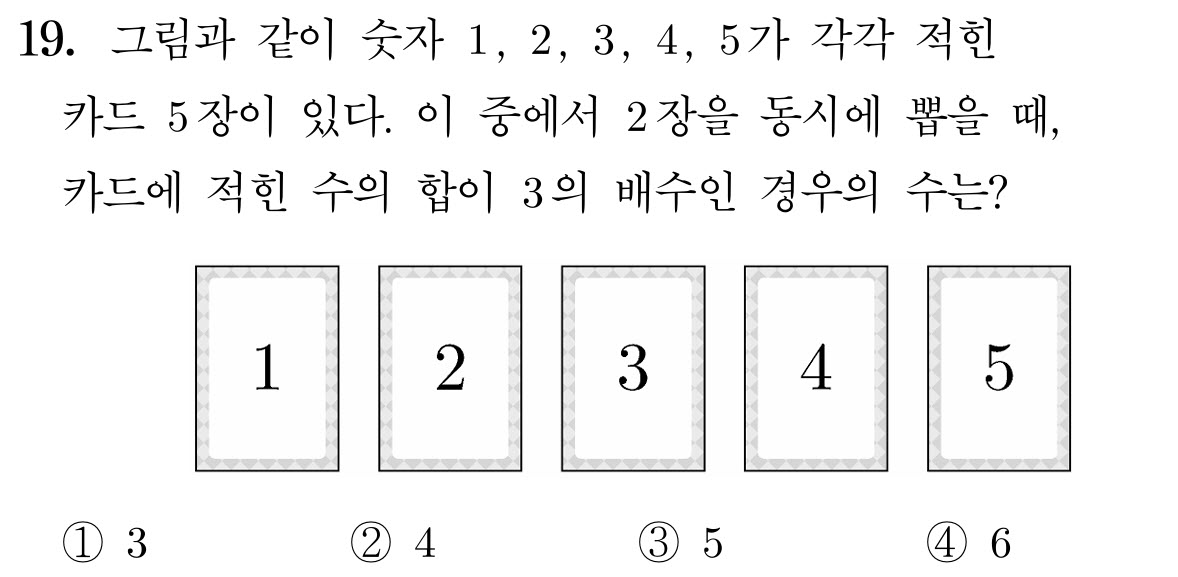 19. 그림과 같이 숫자 1, 2, 3, 4, 5가 각각 적힌
카드 5장이 있다. 이 중에서 2장을 동시에 뽑을 때,
카드에 적힌 수의 합이 3의 배수인 경우의 수는?
1 2 3 4 5
① 3 ② 4 ③ 5 ④ 6